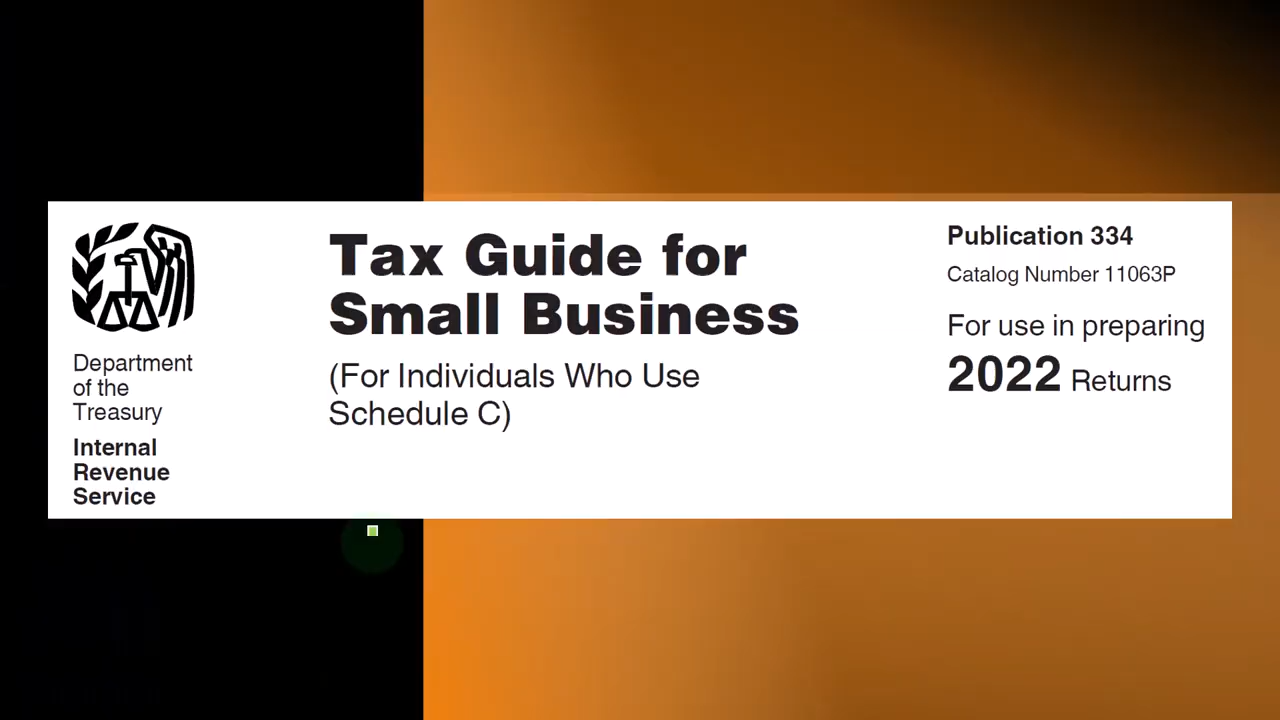 Department
of the
Treasury
Internal
Revenue
Service
Tax Guide for
Small Business
(For Individuals Who Use
Schedule C)
Publication 334
Catalog Number 11063P
For use in preparing
2022 Returns